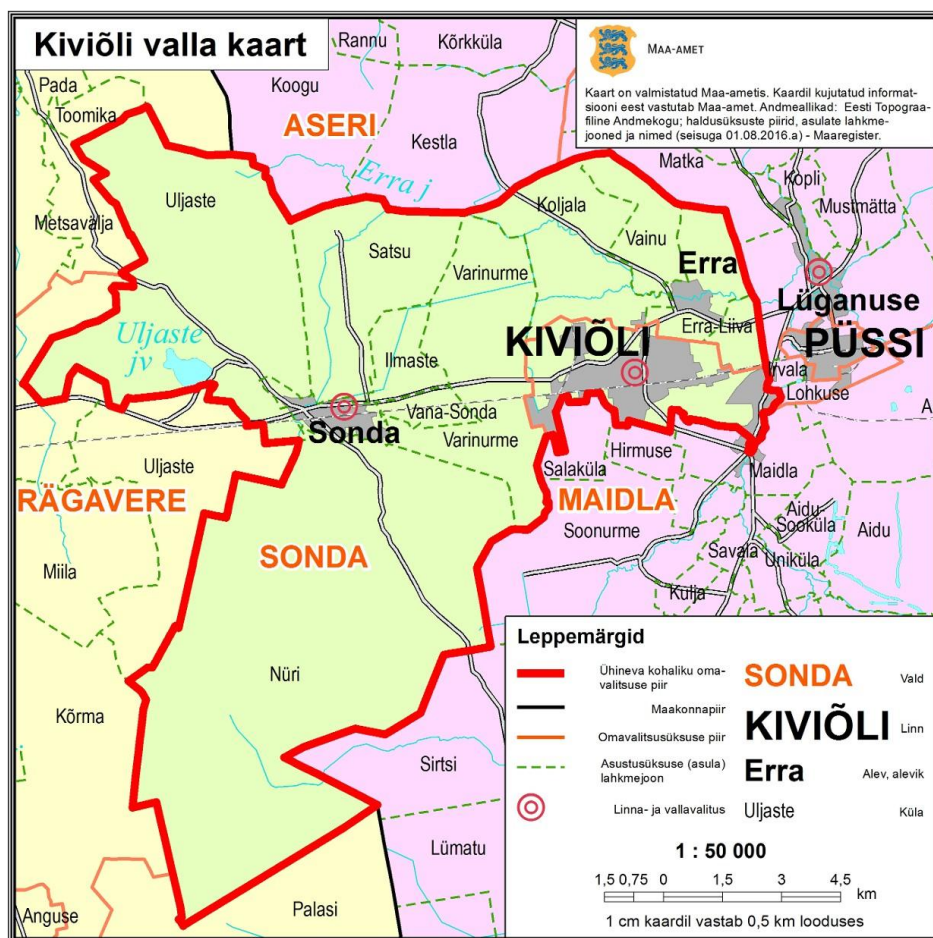 Kiviõli valla kaart
MAA-AMET
Kaart on valmistatud Maa-ametis. Kaardil kujutatud informat-
siooni eest vastutab Maa-amet. Andmeallikad: Eesti Topograa-
filine Andmekogu; haldusüksuste piirid, asulate lahkme-
jooned ja nimed (seisuga 01.08.2016.a) - Maaregister.
Rannu
Kõrkküla
Pada
Koogu
Toomika
ASERI
Kestla
Matka
Kopli
Erra j
Uljaste
Mustmätta
Koljala
Metsavälja
Satsu
Vainu
Varinurme
Erra
Lüganuse
Uljaste
jv
Erra-Liiva
KIVIÕLI
PÜSSI
Ilmaste
Irvala
Lohkuse
A
Vana-Sonda
Sonda
Varinurme
Hirmuse
Uljaste
Salaküla
Maidla
RÄGAVERE
MAIDLA
Aidu-
Sooküla
Soonurme
Aidu
SONDA
Savala
Uniküla
Miila
Kulja
Nüri
Kõrma
Sirtsi
Lümatu
Anguse
Palasi
Leppemärgid
Ühineva kohaliku oma-
valitsuse piir
SONDA
Vald
Maakonnapiir
KIVIÕLI
Linn
Omavalitsusüksuse piir
Asustusüksuse (asula)
lahkmejoon
Erra
Alev, alevik
Linna- ja vallavalitus
Uljaste
Küla
1 : 50 000
1,5 0,75 0 1,5 3 4,5
km
1 cm kaardil vastab 0,5 km looduses